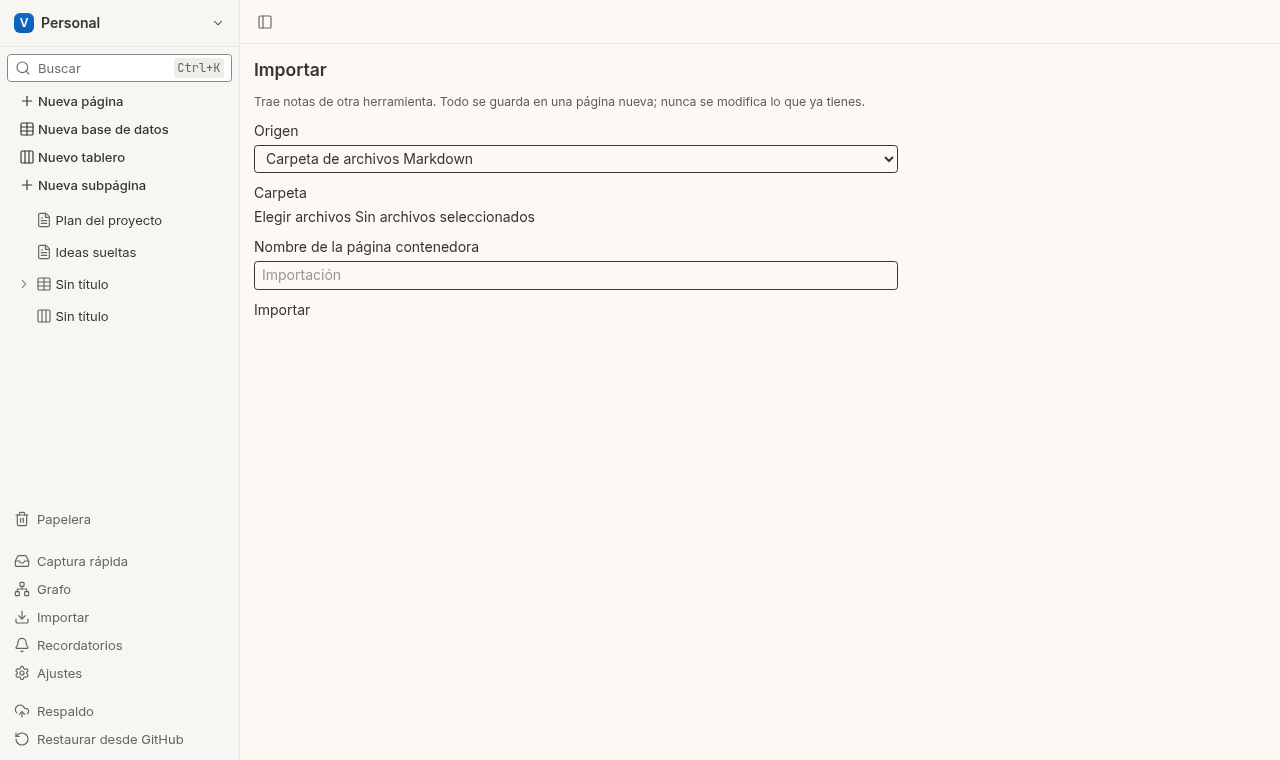 V Personal
Buscar Ctrl+K
Nueva página
Nueva base de datos
Nuevo tablero
Nueva subpágina
Plan del proyecto
Ideas sueltas
Sin título
Sin título
Papelera
Captura rápida
Grafo
Importar
Recordatorios
Ajustes
Respaldo
Restaurar desde GitHub
Importar
Trae notas de otra herramienta. Todo se guarda en una página nueva; nunca se modifica lo que ya tienes.
Origen
Carpeta de archivos Markdown
Carpeta
Elegir archivos Sin archivos seleccionados
Nombre de la página contenedora
Importación
Importar